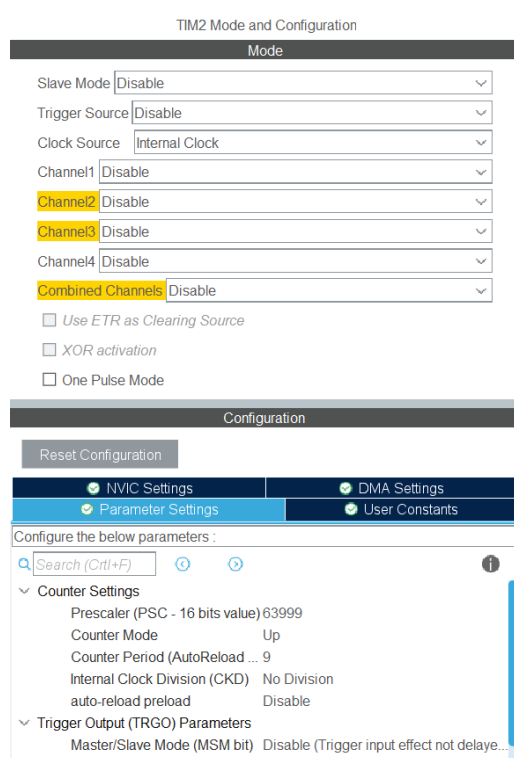 TIM2 Mode and Configuration
Mode
Slave Mode Disable
Trigger Source Disable
Clock Source Internal Clock
Channel1 Disable
Channel2 Disable
Channel3 Disable
Channel4 Disable
Combined Channels Disable
Use ETR as Clearing Source
XOR activation
One Pulse Mode
Configuration
Reset Configuration
NVIC Settings DMA Settings
Parameter Settings User Constants
Configure the below parameters :
Search (Crtl+F)
Counter Settings
Prescaler (PSC - 16 bits value) 63999
Counter Mode Up
Counter Period (AutoReload ... 9
Internal Clock Division (CKD) No Division
auto-reload preload Disable
Trigger Output (TRGO) Parameters
Master/Slave Mode (MSM bit) Disable (Trigger input effect not delaye...